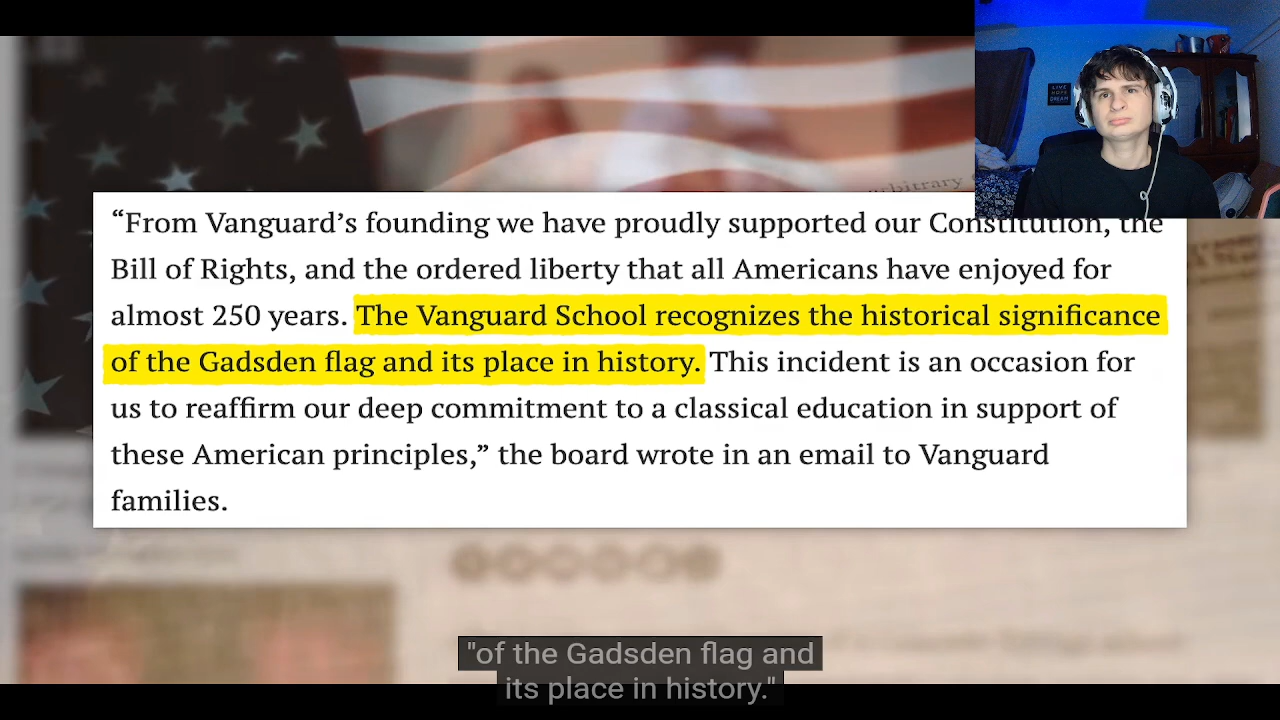 LIVE
HOPE
DREAM
arbitrary
“From Vanguard’s founding we have proudly supported our Constitution, the
Bill of Rights, and the ordered liberty that all Americans have enjoyed for
almost 250 years. The Vanguard School recognizes the historical significance
of the Gadsden flag and its place in history. This incident is an occasion for
us to reaffirm our deep commitment to a classical education in support of
these American principles,” the board wrote in an email to Vanguard
families.
"of the Gadsden flag and
its place in history."